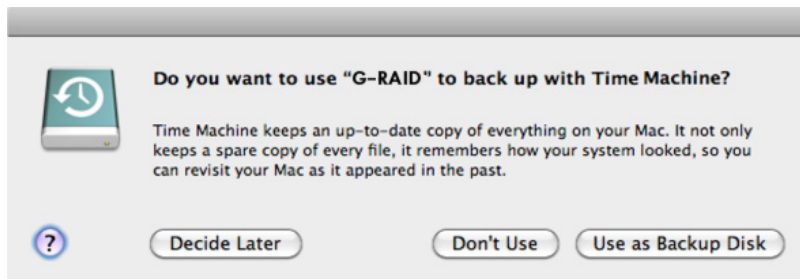 Do you want to use “G-RAID” to back up with Time Machine?
Time Machine keeps an up-to-date copy of everything on your Mac. It not only
keeps a spare copy of every file, it remembers how your system looked, so you
can revisit your Mac as it appeared in the past.
?
Decide Later
Don't Use
Use as Backup Disk